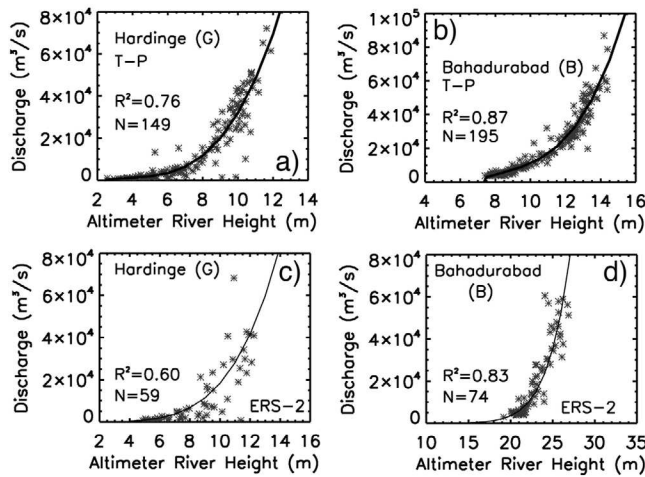 8×10⁴
6×10⁴
4×10⁴
2×10⁴
0
Discharge (m³/s)
Hardinge (G)
T-P
R²=0.76
N=149
a)
2 4 6 8 10 12 14
Altimeter River Height (m)
1×10⁵
8×10⁴
6×10⁴
4×10⁴
2×10⁴
0
Discharge (m³/s)
b)
Bahadurabad (B)
T-P
R²=0.87
N=195
4 6 8 10 12 14 16
Altimeter River Height (m)
8×10⁴
6×10⁴
4×10⁴
2×10⁴
0
Discharge (m³/s)
Hardinge (G)
c)
R²=0.60
N=59
ERS-2
2 4 6 8 10 12 14 16
Altimeter River Height (m)
8×10⁴
6×10⁴
4×10⁴
2×10⁴
0
Discharge (m³/s)
Bahadurabad
(B)
d)
R²=0.83
N=74
ERS-2
10 15 20 25 30 35
Altimeter River Height (m)